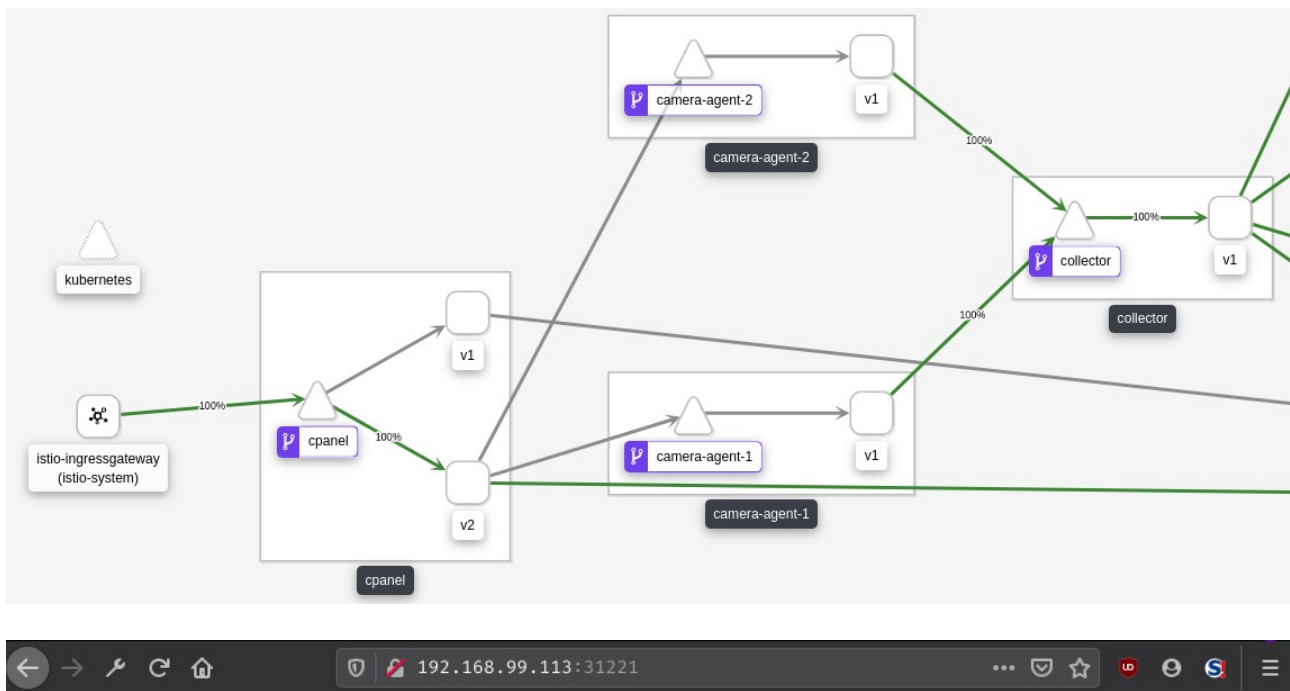 camera-agent-2
v1
camera-agent-2
100%
100%
collector
v1
collector
kubernetes
v1
100%
istio-ingressgateway
(istio-system)
cpanel
100%
v2
cpanel
100%
camera-agent-1
v1
camera-agent-1
192.168.99.113:31221